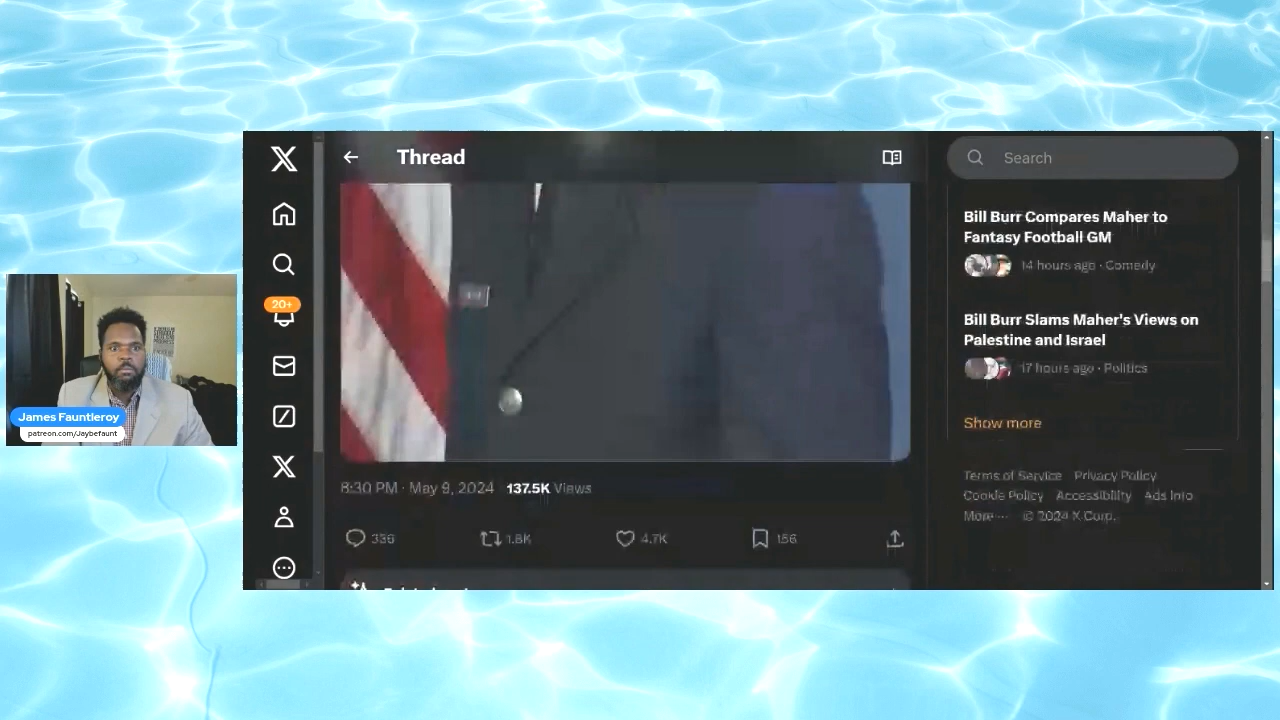 Thread
Search
Bill Burr Compares Maher to
Fantasy Football GM
14 hours ago · Comedy
20+
Bill Burr Slams Maher's Views on
Palestine and Israel
17 hours ago · Politics
James Fauntleroy
patreon.com/Jaybefaunt
Show more
Terms of Service Privacy Policy
Cookie Policy Accessibility Ads info
More ··· © 2024 X Corp.
8:30 PM · May 9, 2024 137.5K Views
336 1.8K 4.7K 156